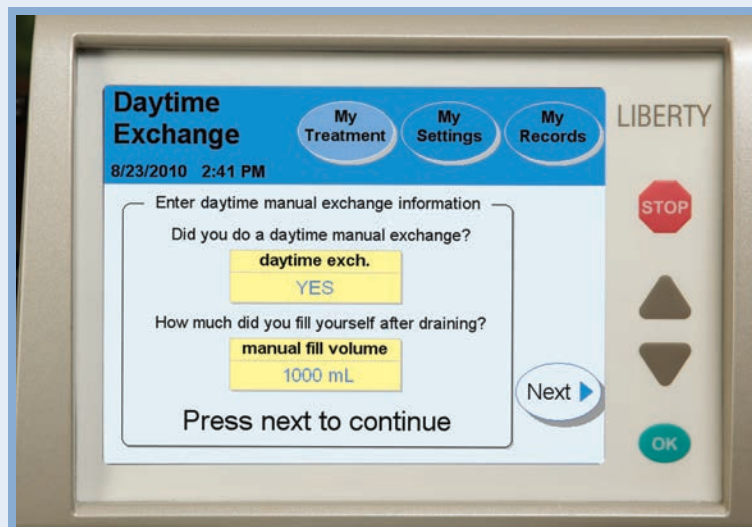 Daytime
Exchange
8/23/2010 2:41 PM
My
Treatment
My
Settings
My
Records
LIBERTY
STOP
Enter daytime manual exchange information
Did you do a daytime manual exchange?
daytime exch.
YES
How much did you fill yourself after draining?
manual fill volume
1000 mL
Press next to continue
Next
OK